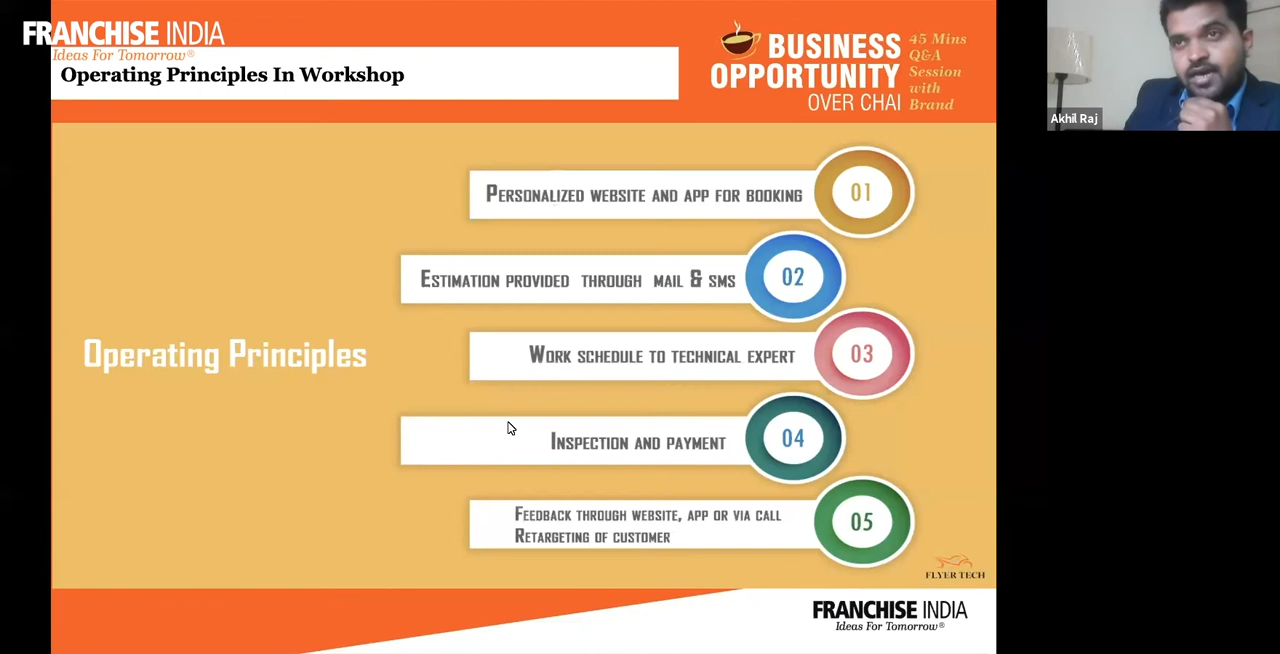 FRANCHISE INDIA
Ideas For Tomorrow®
Operating Principles In Workshop
BUSINESS
OPPORTUNITY
OVER CHAI
45 Mins
Q&A
Session
with
Brand
Akhil Raj
PERSONALIZED WEBSITE AND APP FOR BOOKING
01
ESTIMATION PROVIDED THROUGH MAIL & SMS
02
Operating Principles
WORK SCHEDULE TO TECHNICAL EXPERT
03
INSPECTION AND PAYMENT
04
FEEDBACK THROUGH WEBSITE, APP OR VIA CALL
RETARGETING OF CUSTOMER
05
FLYER TECH
FRANCHISE INDIA
Ideas For Tomorrow®